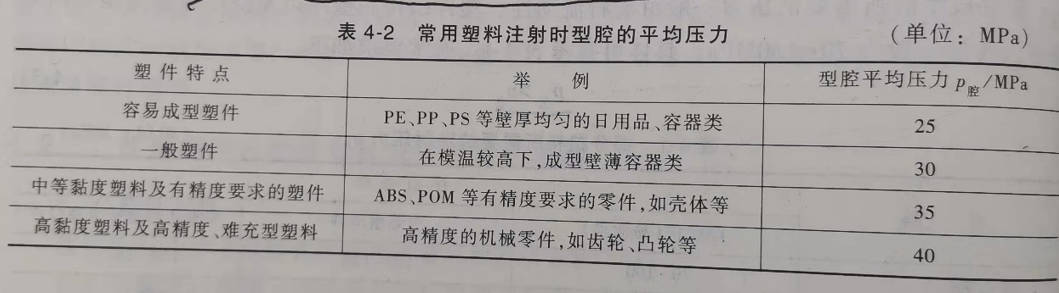 表 4-2 常用塑料注射时型腔的平均压力 (单位: MPa)
塑件特点 举例 型腔平均压力 p腔/MPa
容易成型塑件 PE、PP、PS 等壁厚均匀的日用品、容器类 25
一般塑件 在模温较高下,成型壁薄容器类 30
中等黏度塑料及有精度要求的塑件 ABS、POM 等有精度要求的零件,如壳体等 35
高黏度塑料及高精度、难充型塑料 高精度的机械零件,如齿轮、凸轮等 40